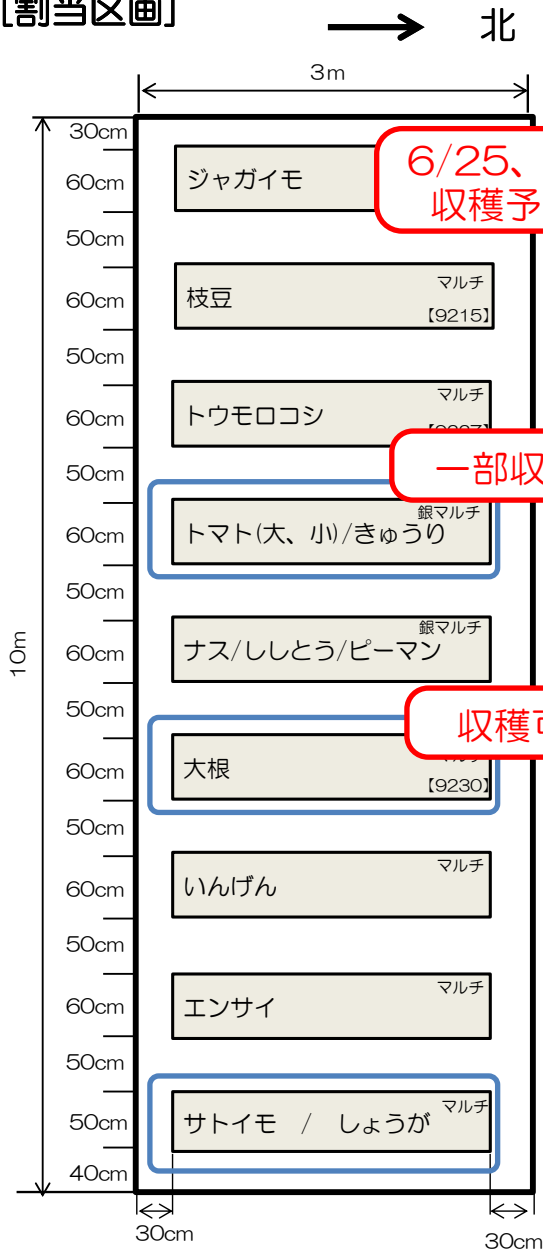 [割当区画]
北
3m
30cm
60cm
ジャガイモ
6/25、
収穫予
50cm
60cm
枝豆
マルチ
【9215】
50cm
60cm
トウモロコシ
マルチ
50cm
一部収
60cm
トマト(大、小)/きゅうり
銀マルチ
50cm
10m
60cm
ナス/ししとう/ピーマン
銀マルチ
50cm
収穫可
60cm
大根
【9230】
50cm
60cm
いんげん
マルチ
50cm
60cm
エンサイ
マルチ
50cm
50cm
サトイモ / しょうが
マルチ
40cm
30cm
30cm